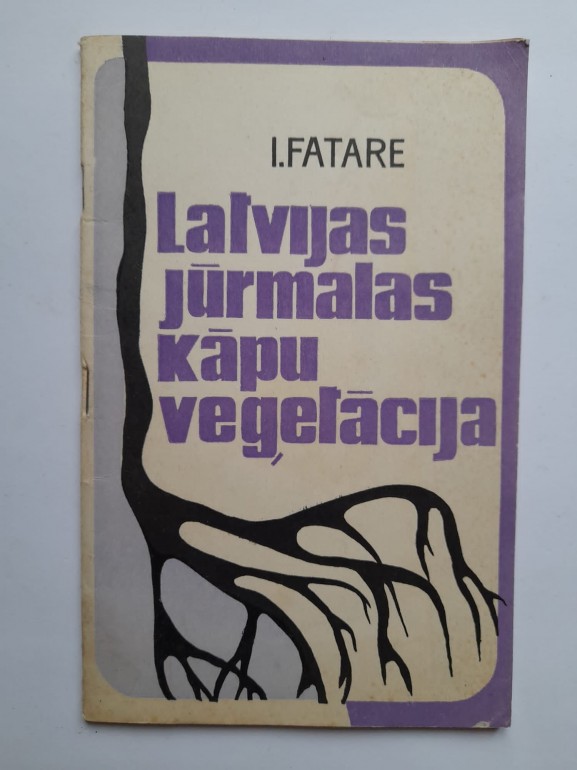 I.FATARE
Latvijas
jūrmalas
kāpu
veģetācija